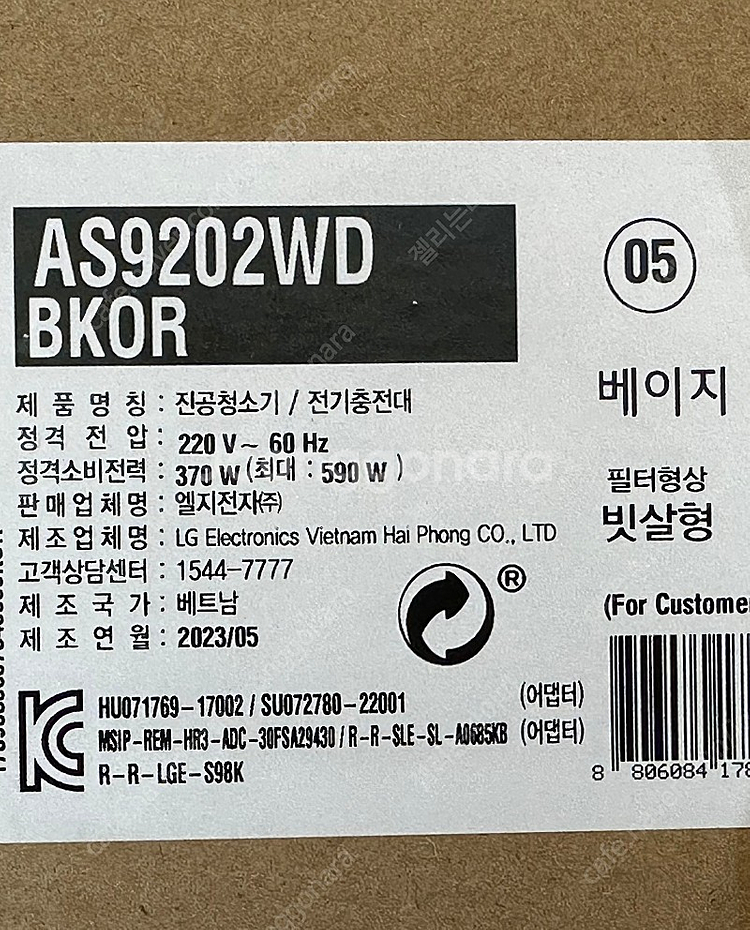 AS9202WD
BKOR
05
베이지
제 품 명 칭 : 진공청소기 / 전기충전대
정 격 전 압 : 220 V~ 60 Hz
정격소비전력 : 370 W (최대 : 590 W )
판매업체명 : 엘지전자㈜
제조업체명 : LG Electronics Vietnam Hai Phong CO., LTD
고객상담센터 : 1544-7777
제 조 국 가 : 베트남
제 조 연 월 : 2023/05
필터형상
빗살형
®
(For Custome
HU071769-17002 / SU072780-22001 (어댑터)
MSIP-REM-HR3-ADC-30FSA29430 / R-R-SLE-SL-A0685KB (어댑터)
R-R-LGE-S98K
8 806084 178